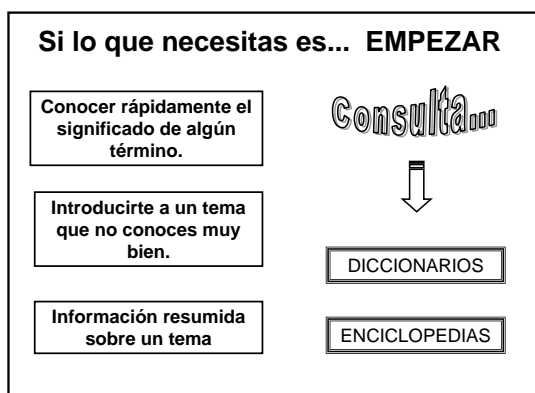 Si lo que necesitas es... EMPEZAR
Conocer rápidamente el
significado de algún
término.
Introducirte a un tema
que no conoces muy
bien.
Información resumida
sobre un tema
Consulta...
DICCIONARIOS
ENCICLOPEDIAS